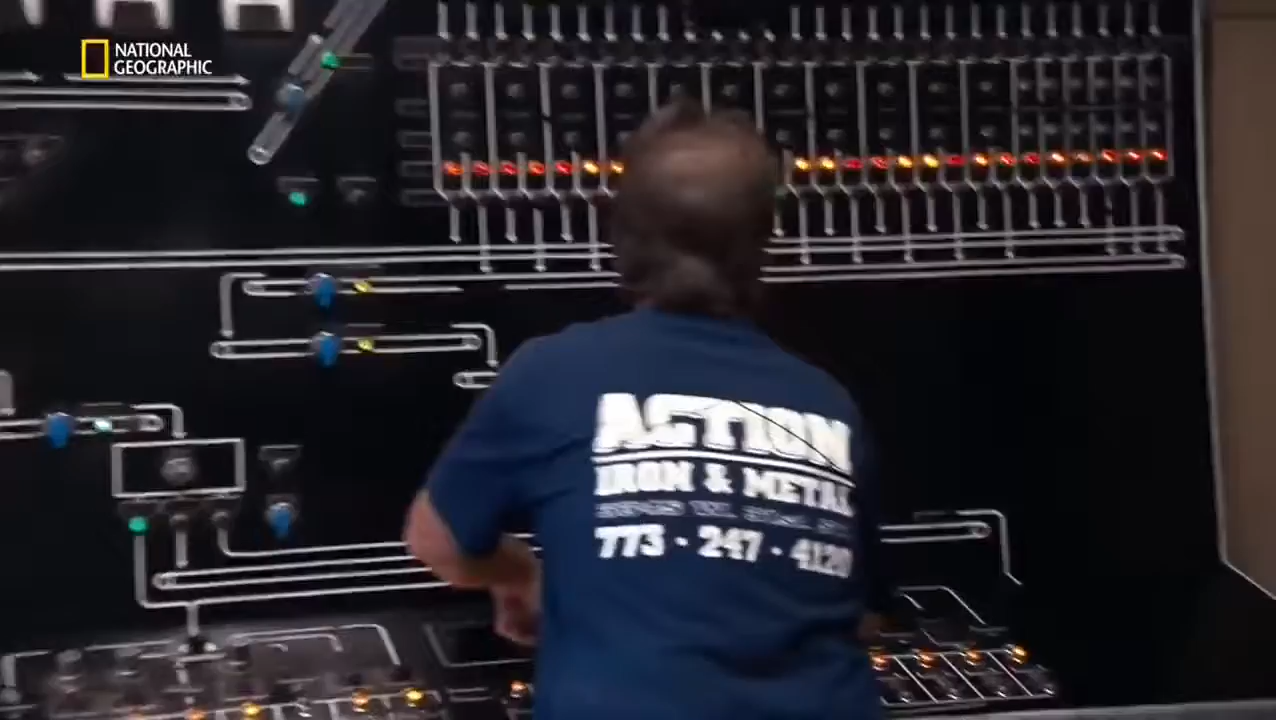 NATIONAL
GEOGRAPHIC
ACTION
IRON & METAL
773 · 247 · 4120